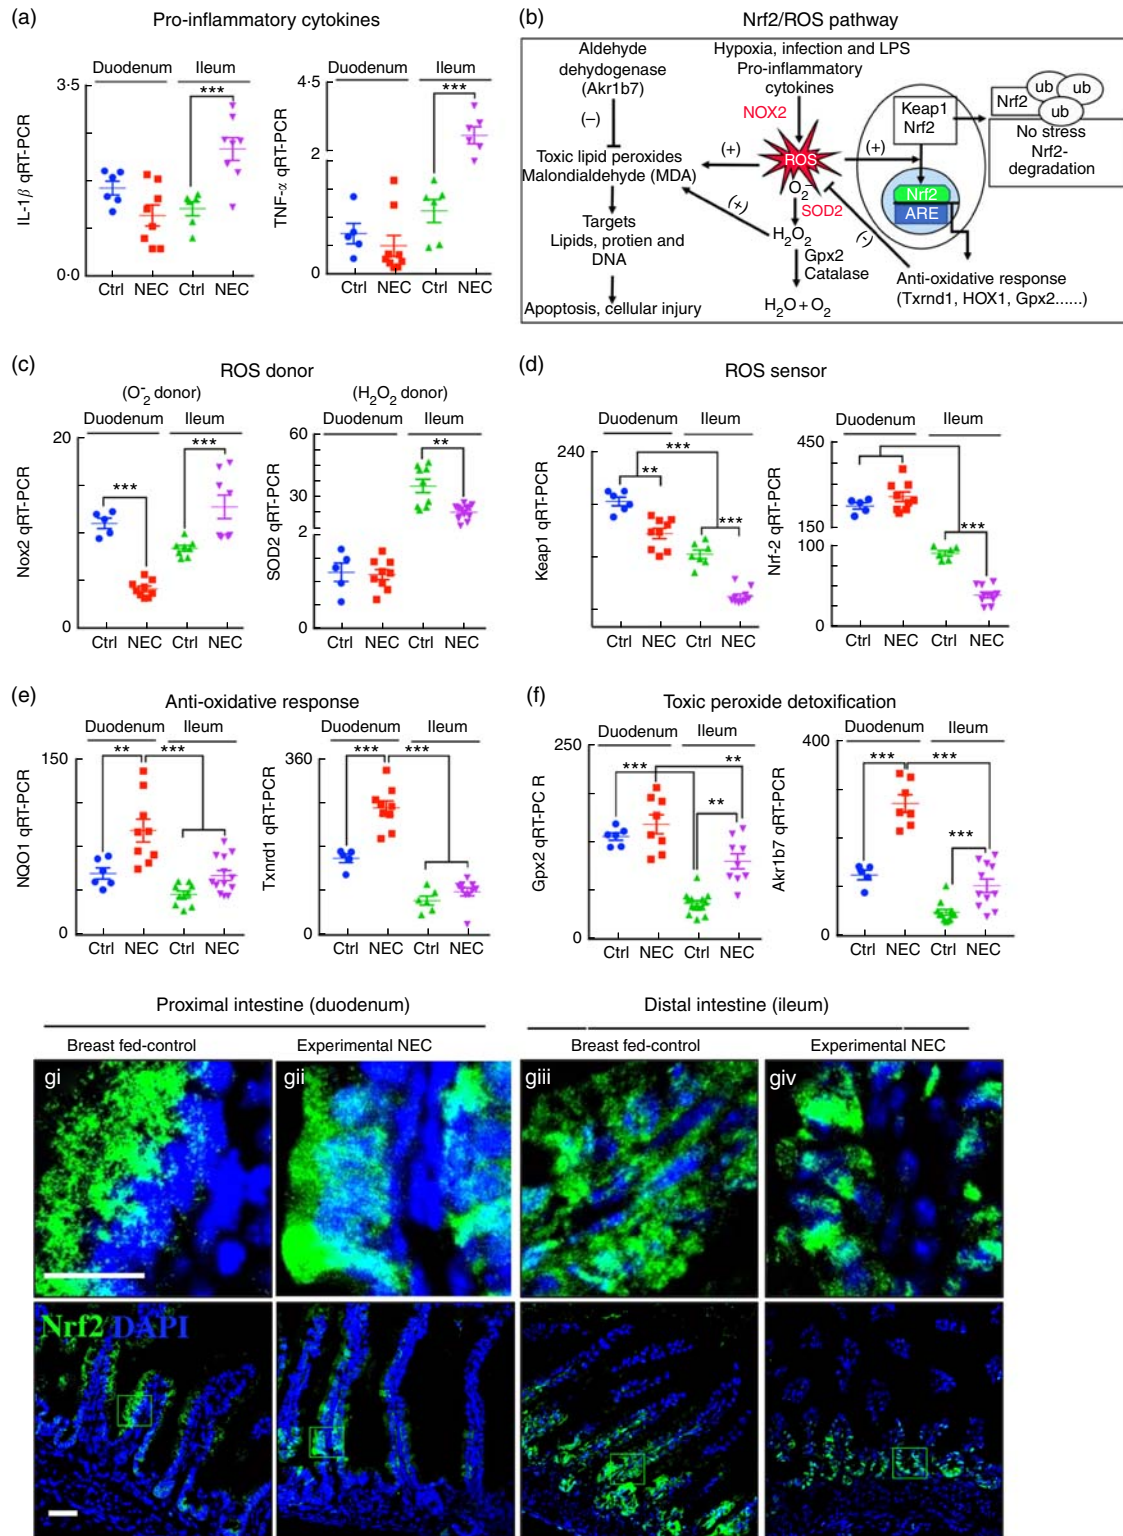 (a)
Pro-inflammatory cytokines
Duodenum Ileum
3·5
***
IL-1β qRT-PCR
0·0
Ctrl NEC Ctrl NEC
4·5
Duodenum Ileum
***
TNF-α qRT-PCR
2
0
Ctrl NEC Ctrl NEC
(b)
Nrf2/ROS pathway
Aldehyde
dehydogenase
(Akr1b7)
(−)
Toxic lipid peroxides
Malondialdehyde (MDA)
Targets
Lipids, protien and
DNA
Apoptosis, cellular injury
Hypoxia, infection and LPS
Pro-inflammatory
cytokines
NOX2
ROS
(+)
(+)
O2−
SOD2
(+)
H2O2
Gpx2
Catalase
H2O + O2
Keap1
Nrf2
Nrf2
ARE
(-)
Nrf2
ub
ub
ub
No stress
Nrf2-
degradation
Anti-oxidative response
(Txrnd1, HOX1, Gpx2......)
(c)
ROS donor
(O−2 donor)
Duodenum Ileum
20
***
***
Nox2 qRT-PCR
0
Ctrl NEC Ctrl NEC
(H2O2 donor)
Duodenum Ileum
60
**
30
SOD2 qRT-PCR
2
0
Ctrl NEC Ctrl NEC
(d)
ROS sensor
Duodenum Ileum
240
***
**
***
Keap1 qRT-PCR
Ctrl NEC Ctrl NEC
Duodenum Ileum
450
150
***
Nrf-2 qRT-PCR
100
0
Ctrl NEC Ctrl NEC
(e)
Anti-oxidative response
Duodenum Ileum
150
** ***
NQO1 qRT-PCR
0
Ctrl NEC Ctrl NEC
Duodenum Ileum
360
*** ***
Txnrd1 qRT-PCR
0
Ctrl NEC Ctrl NEC
(f)
Toxic peroxide detoxification
Duodenum Ileum
250
*** **
**
Gpx2 qRT-PC R
0
Ctrl NEC Ctrl NEC
Duodenum Ileum
400
*** ***
***
Akr1b7 qRT-PCR
0
Ctrl NEC Ctrl NEC
Proximal intestine (duodenum)
Distal intestine (ileum)
Breast fed-control
Experimental NEC
Breast fed-control
Experimental NEC
gi
gii
giii
giv
Nrf2 DAPI